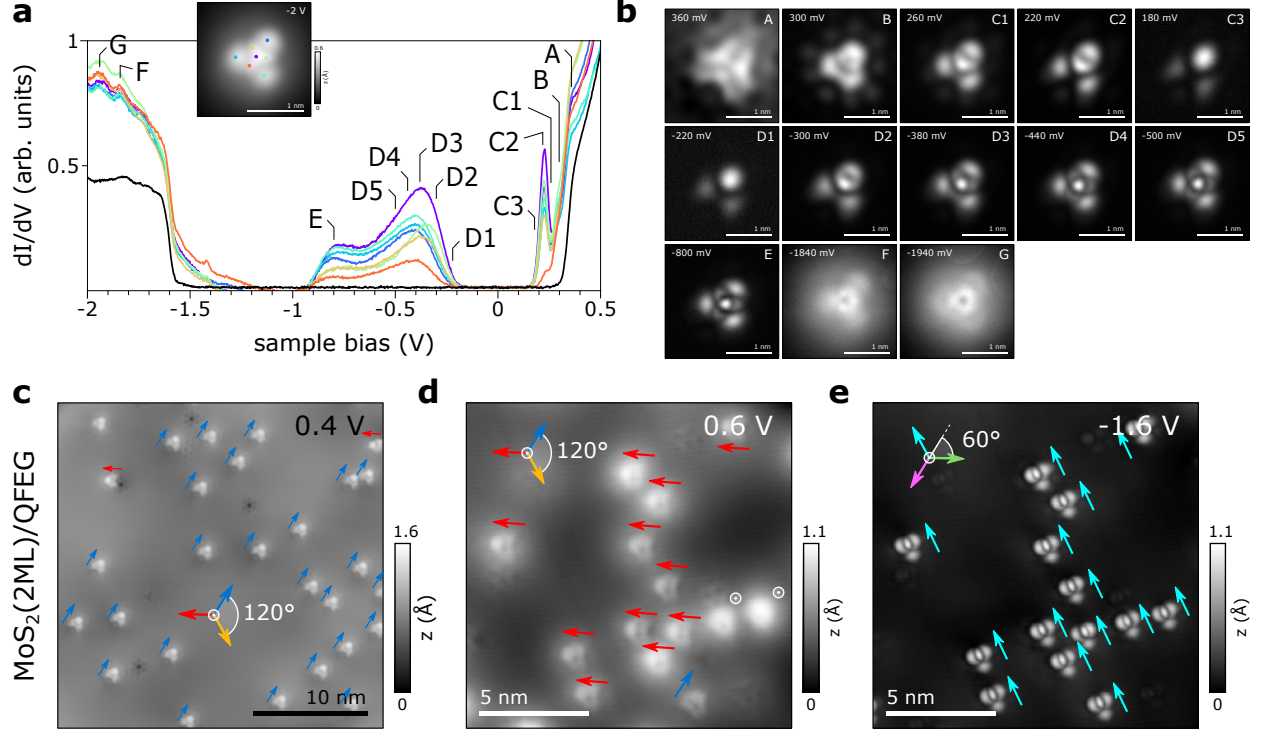 a
-2 V
0.6
z (Å)
0
1 nm
1
0.5
dI/dV (arb. units)
G
F
E
D5
D4
D3
D2
D1
C3
C2
C1
B
A
-2
-1.5
-1
-0.5
0
0.5
sample bias (V)
b
360 mV A
1 nm
300 mV B
1 nm
260 mV C1
1 nm
220 mV C2
1 nm
180 mV C3
1 nm
-220 mV D1
1 nm
-300 mV D2
1 nm
-380 mV D3
1 nm
-440 mV D4
1 nm
-500 mV D5
1 nm
-800 mV E
1 nm
-1840 mV F
1 nm
-1940 mV G
1 nm
MoS2(2ML)/QFEG
c
0.4 V
120°
10 nm
1.6
z (Å)
0
d
0.6 V
120°
5 nm
1.1
z (Å)
0
e
-1.6 V
60°
5 nm
1.1
z (Å)
0